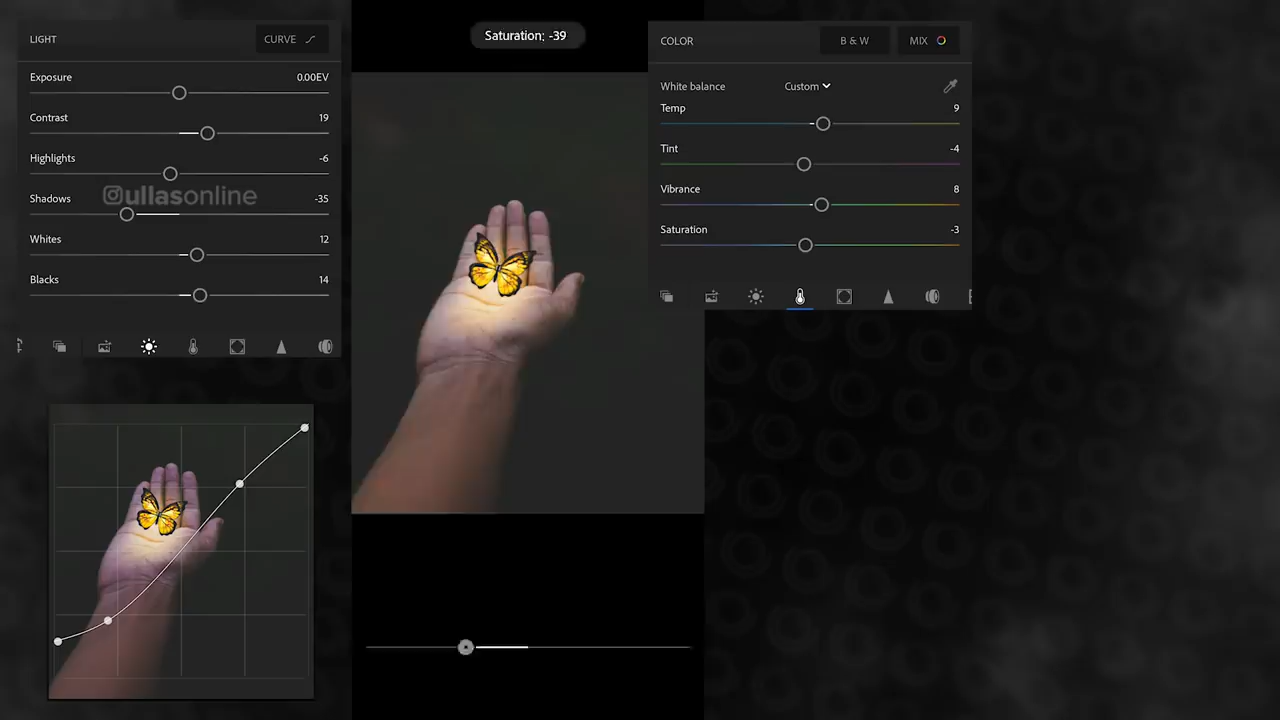 LIGHT
CURVE
Exposure
0.00EV
Contrast
19
Highlights
-6
ullasonline
Shadows
-35
Whites
12
Blacks
14
Saturation: -39
COLOR
B & W
MIX
White balance
Custom
Temp
9
Tint
-4
Vibrance
8
Saturation
-3